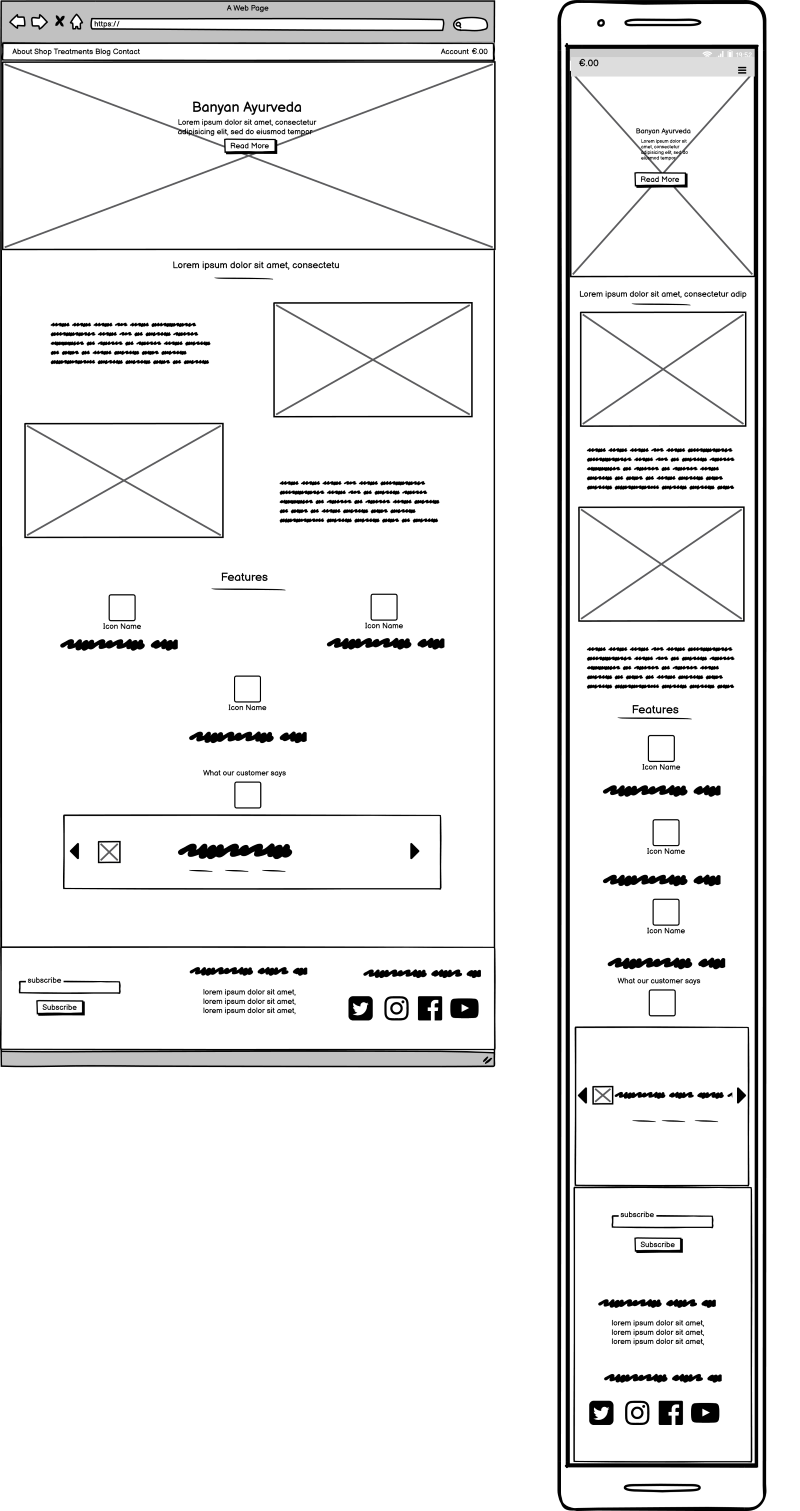 A Web Page
https://
About Shop Treatments Blog Contact
Account €.00
Banyan Ayurveda
Lorem ipsum dolor sit amet, consectetur
adipisicing elit, sed do eiusmod tempor
Read More
Lorem ipsum dolor sit amet, consectetu
Features
Icon Name
Icon Name
Icon Name
What our customer says
subscribe
Subscribe
lorem ipsum dolor sit amet,
lorem ipsum dolor sit amet,
lorem ipsum dolor sit amet,
€.00
Banyan Ayurveda
Lorem ipsum dolor sit
amet, consectetur
adipisicing elit, sed do
eiusmod tempor
Read More
Lorem ipsum dolor sit amet, consectetur adip
Features
Icon Name
Icon Name
Icon Name
What our customer says
subscribe
Subscribe
lorem ipsum dolor sit amet,
lorem ipsum dolor sit amet,
lorem ipsum dolor sit amet,